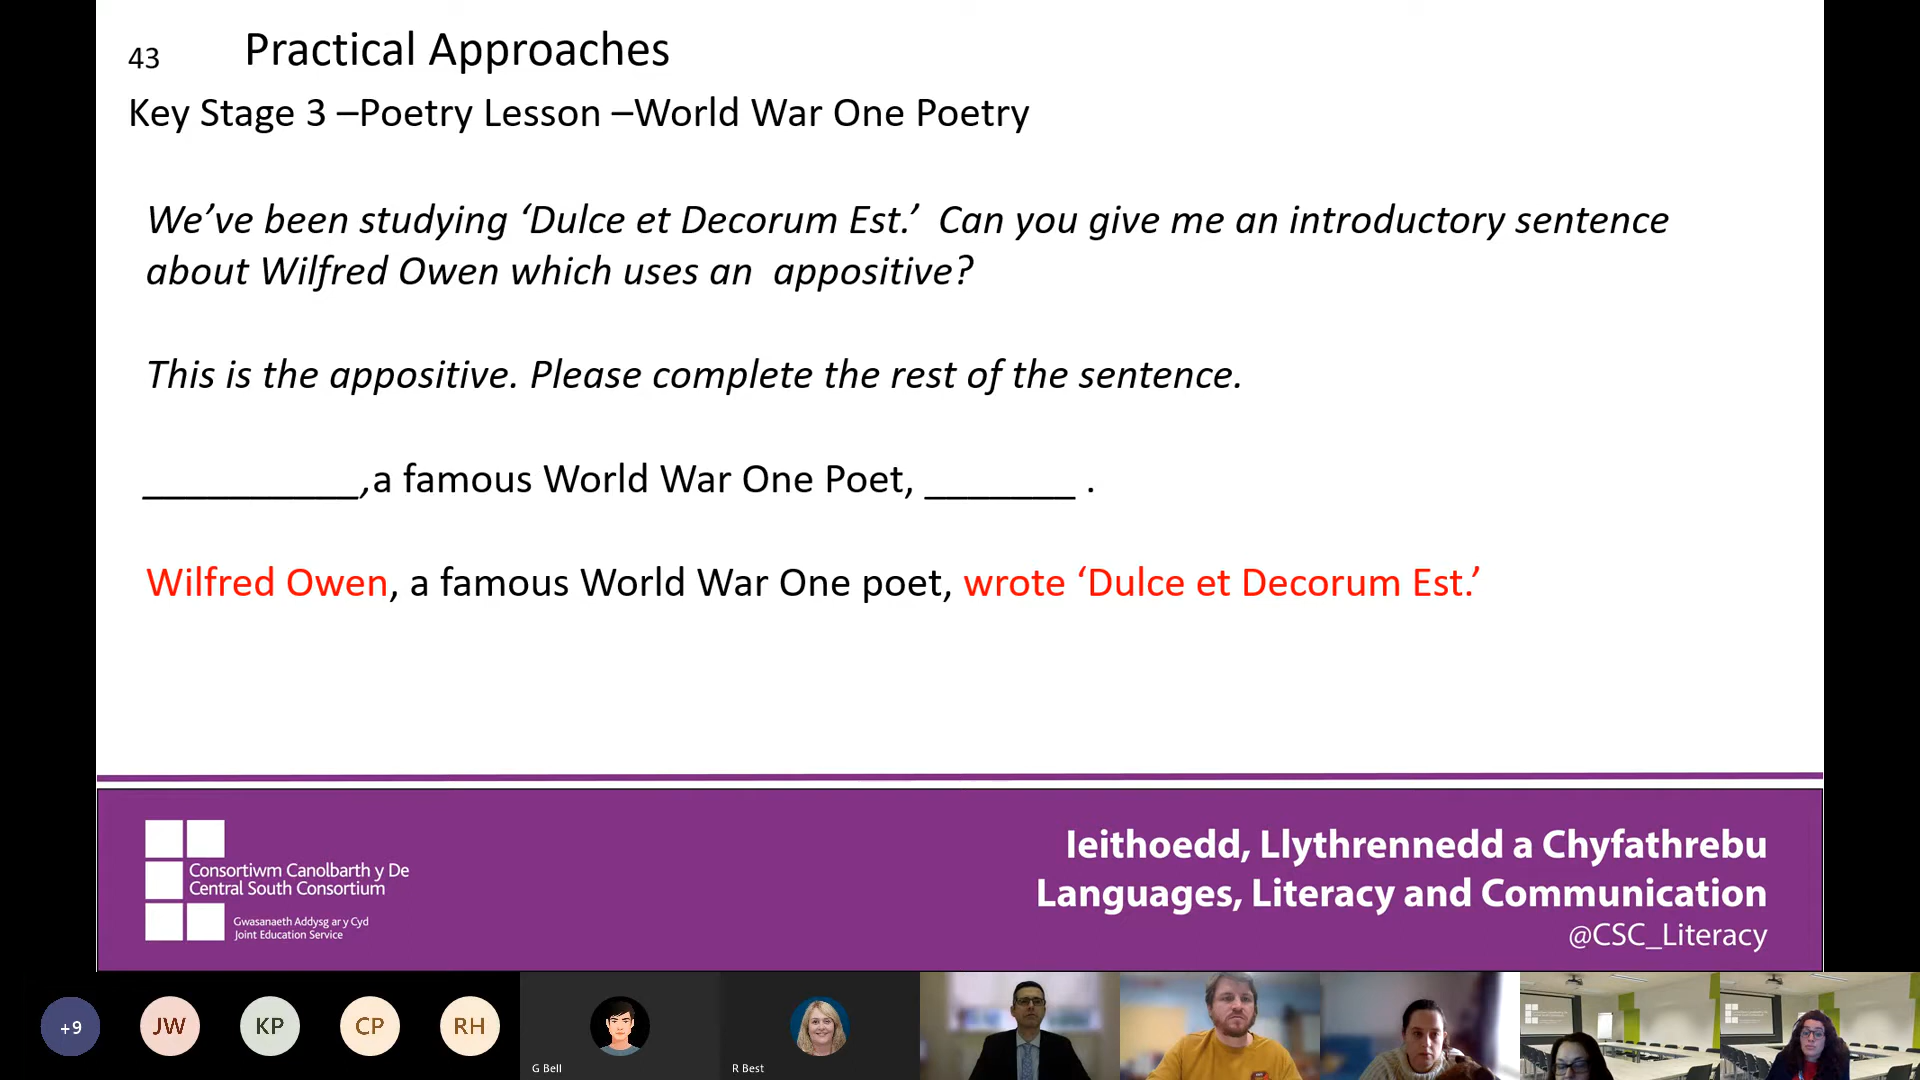 43
Practical Approaches
Key Stage 3 –Poetry Lesson –World War One Poetry
We’ve been studying ‘Dulce et Decorum Est.’ Can you give me an introductory sentence
about Wilfred Owen which uses an appositive?
This is the appositive. Please complete the rest of the sentence.
__________,a famous World War One Poet, _______ .
Wilfred Owen, a famous World War One poet, wrote ‘Dulce et Decorum Est.’
Consortiwm Canolbarth y De
Central South Consortium
Gwasanaeth Addysg ar y Cyd
Joint Education Service
Ieithoedd, Llythrennedd a Chyfathrebu
Languages, Literacy and Communication
@CSC_Literacy
+9
JW
KP
CP
RH
G Bell
R Best